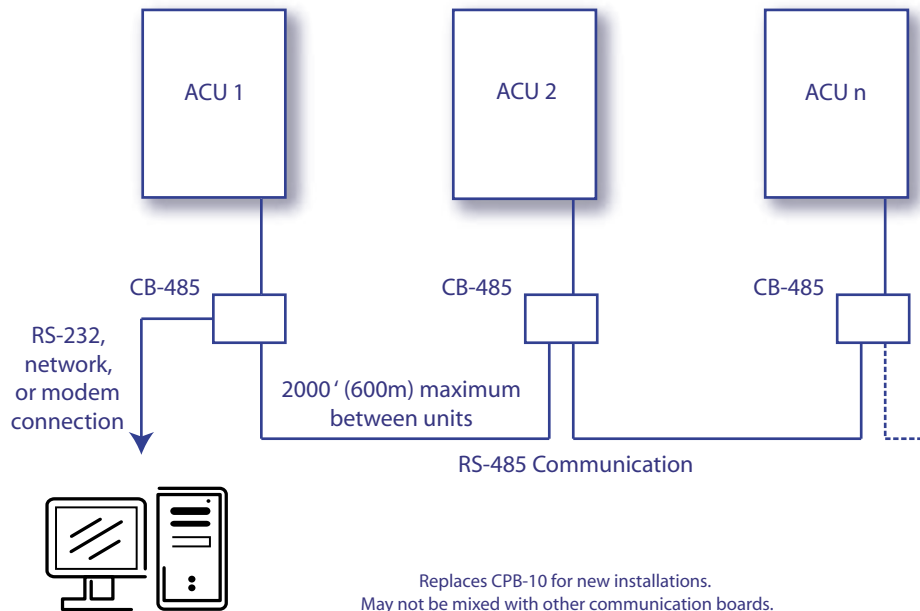 ACU 1
ACU 2
ACU n
CB-485
CB-485
CB-485
RS-232,
network,
or modem
connection
2000' (600m) maximum
between units
RS-485 Communication
Replaces CPB-10 for new installations.
May not be mixed with other communication boards.